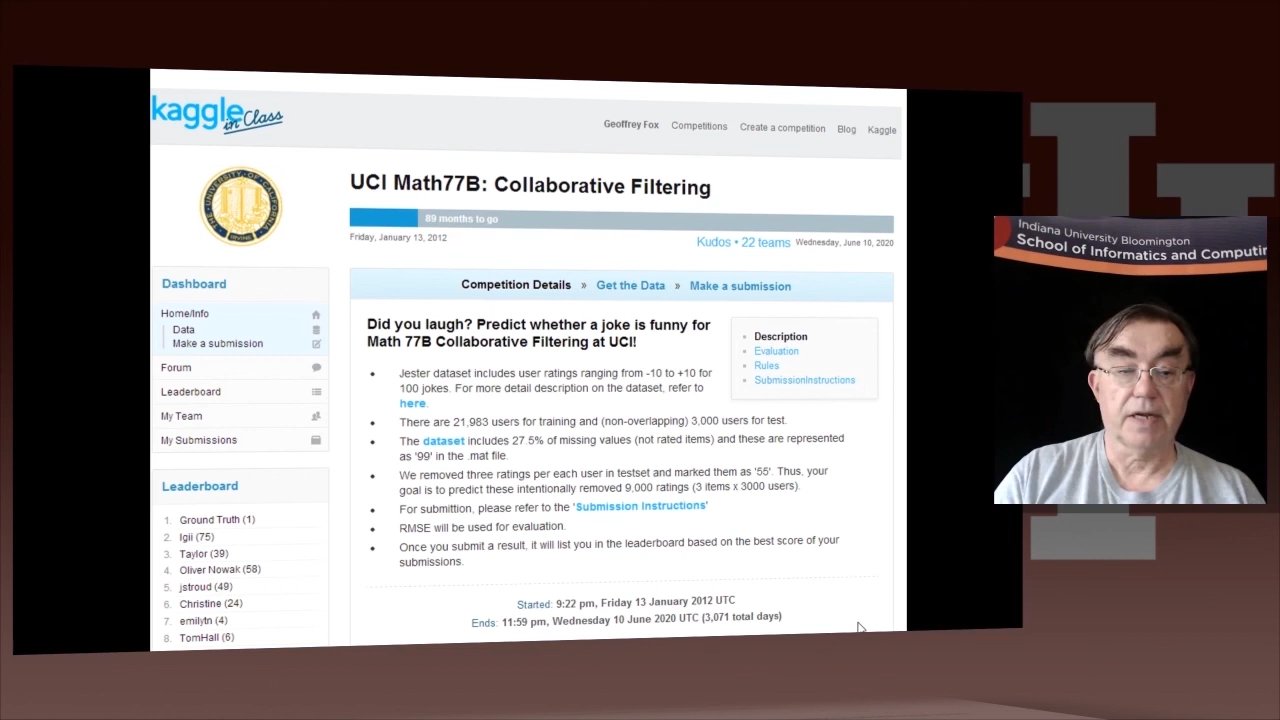 kaggle in Class
Geoffrey Fox Competitions Create a competition Blog Kaggle
UCI Math77B: Collaborative Filtering
89 months to go
Friday, January 13, 2012
Kudos • 22 teams Wednesday, June 10, 2020
Dashboard
Home/Info
Data
Make a submission
Forum
Leaderboard
My Team
My Submissions
Leaderboard
1. Ground Truth (1)
2. Igii (75)
3. Taylor (39)
4. Oliver Nowak (58)
5. jstroud (49)
6. Christine (24)
7. emilytn (4)
8. TomHall (6)
Competition Details » Get the Data » Make a submission
Did you laugh? Predict whether a joke is funny for
Math 77B Collaborative Filtering at UCI!
Description
Evaluation
Rules
SubmissionInstructions
Jester dataset includes user ratings ranging from -10 to +10 for
100 jokes. For more detail description on the dataset, refer to
here.
There are 21,983 users for training and (non-overlapping) 3,000 users for test.
The dataset includes 27.5% of missing values (not rated items) and these are represented
as '99' in the .mat file.
We removed three ratings per each user in testset and marked them as '55'. Thus, your
goal is to predict these intentionally removed 9,000 ratings (3 items x 3000 users).
For submittion, please refer to the 'Submission Instructions'
RMSE will be used for evaluation.
Once you submit a result, it will list you in the leaderboard based on the best score of your
submissions.
Started: 9:22 pm, Friday 13 January 2012 UTC
Ends: 11:59 pm, Wednesday 10 June 2020 UTC (3,071 total days)
Indiana University Bloomington
School of Informatics and Computin